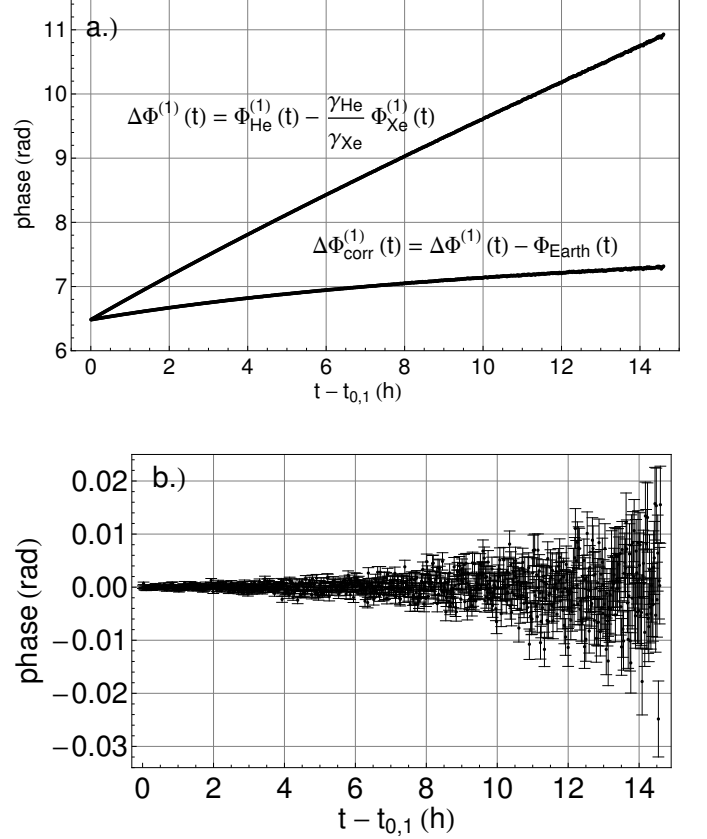 a.)
11
10
9
8
7
6
phase (rad)
ΔΦ(1) (t) = Φ(1)He (t) − γHe/γXe Φ(1)Xe (t)
ΔΦ(1)corr (t) = ΔΦ(1) (t) − ΦEarth (t)
0 2 4 6 8 10 12 14
t − t0,1 (h)
b.)
0.02
0.01
0.00
−0.01
−0.02
−0.03
phase (rad)
0 2 4 6 8 10 12 14
t − t0,1 (h)